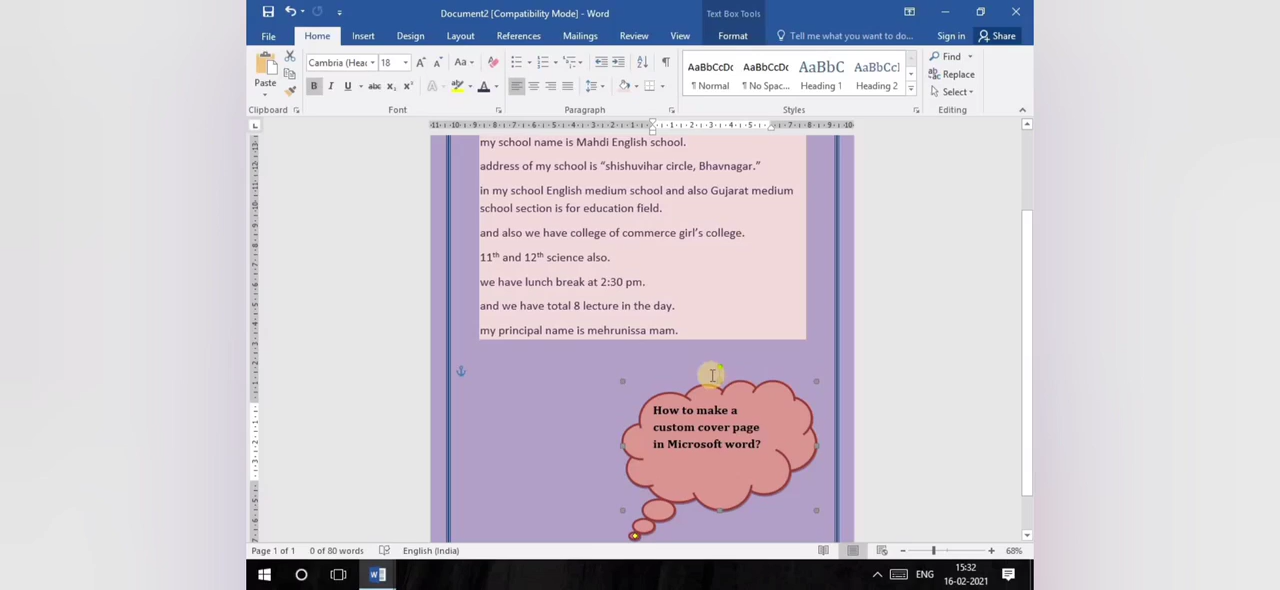 Document2 [Compatibility Mode] - Word
Text Box Tools
File Home Insert Design Layout References Mailings Review View Format Tell me what you want to do... Sign in Share
Cambria (Hea 18 Aa
Paste
B I U abc x₂ x² A
Clipboard Font Paragraph Styles Editing
AaBbCcDc AaBbCcDc AaBbC AaBbCcI
¶ Normal ¶ No Spac... Heading 1 Heading 2
Find
Replace
Select
my school name is Mahdi English school.
address of my school is “shishuvihar circle, Bhavnagar.”
in my school English medium school and also Gujarat medium
school section is for education field.
and also we have college of commerce girl’s college.
11th and 12th science also.
we have lunch break at 2:30 pm.
and we have total 8 lecture in the day.
my principal name is mehrunissa mam.
How to make a
custom cover page
in Microsoft word?
Page 1 of 1 0 of 80 words English (India) 68%
ENG 15:32
16-02-2021